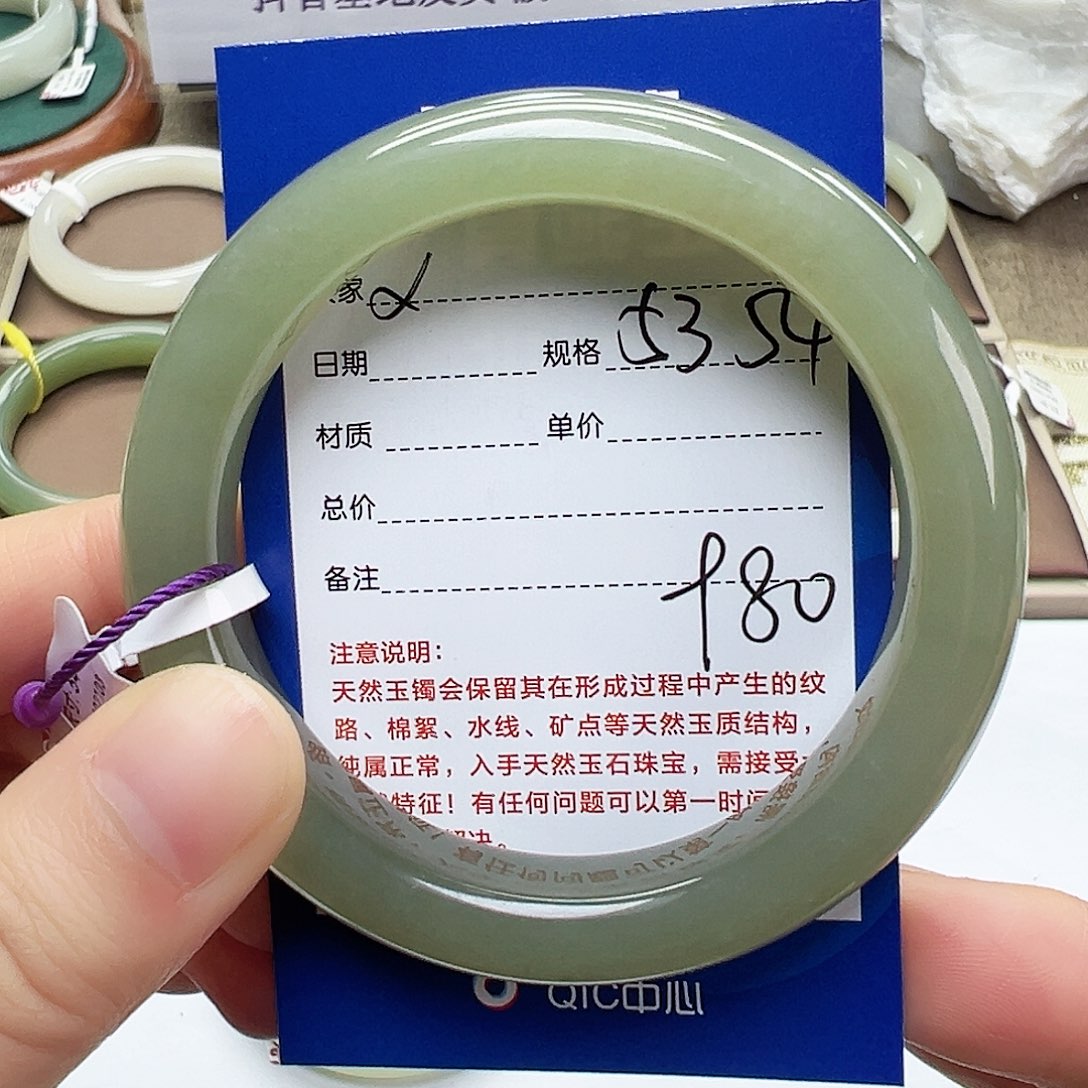 家
日期 规格 53 54
材质 单价
总价
备注 180
注意说明：
天然玉镯会保留其在形成过程中产生的纹
路、棉絮、水线、矿点等天然玉质结构，
纯属正常，入手天然玉石珠宝，需接受
特征！有任何问题可以第一时间
解决。
QIC中心